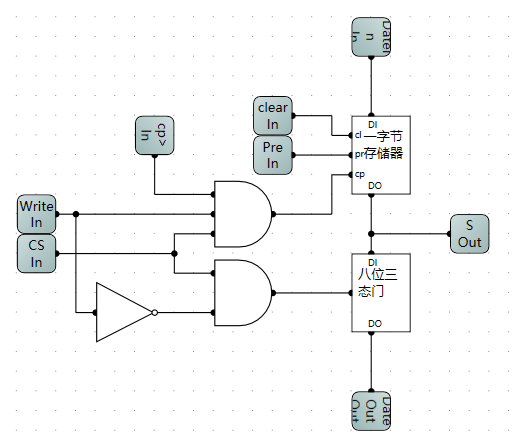 DateI
n
In
clear
In
Pre
In
cp>
In
DI
cl
pr
cp
一字节
存储器
DO
Write
In
CS
In
S
Out
DI
八位三
态门
DO
Date
Out
Out